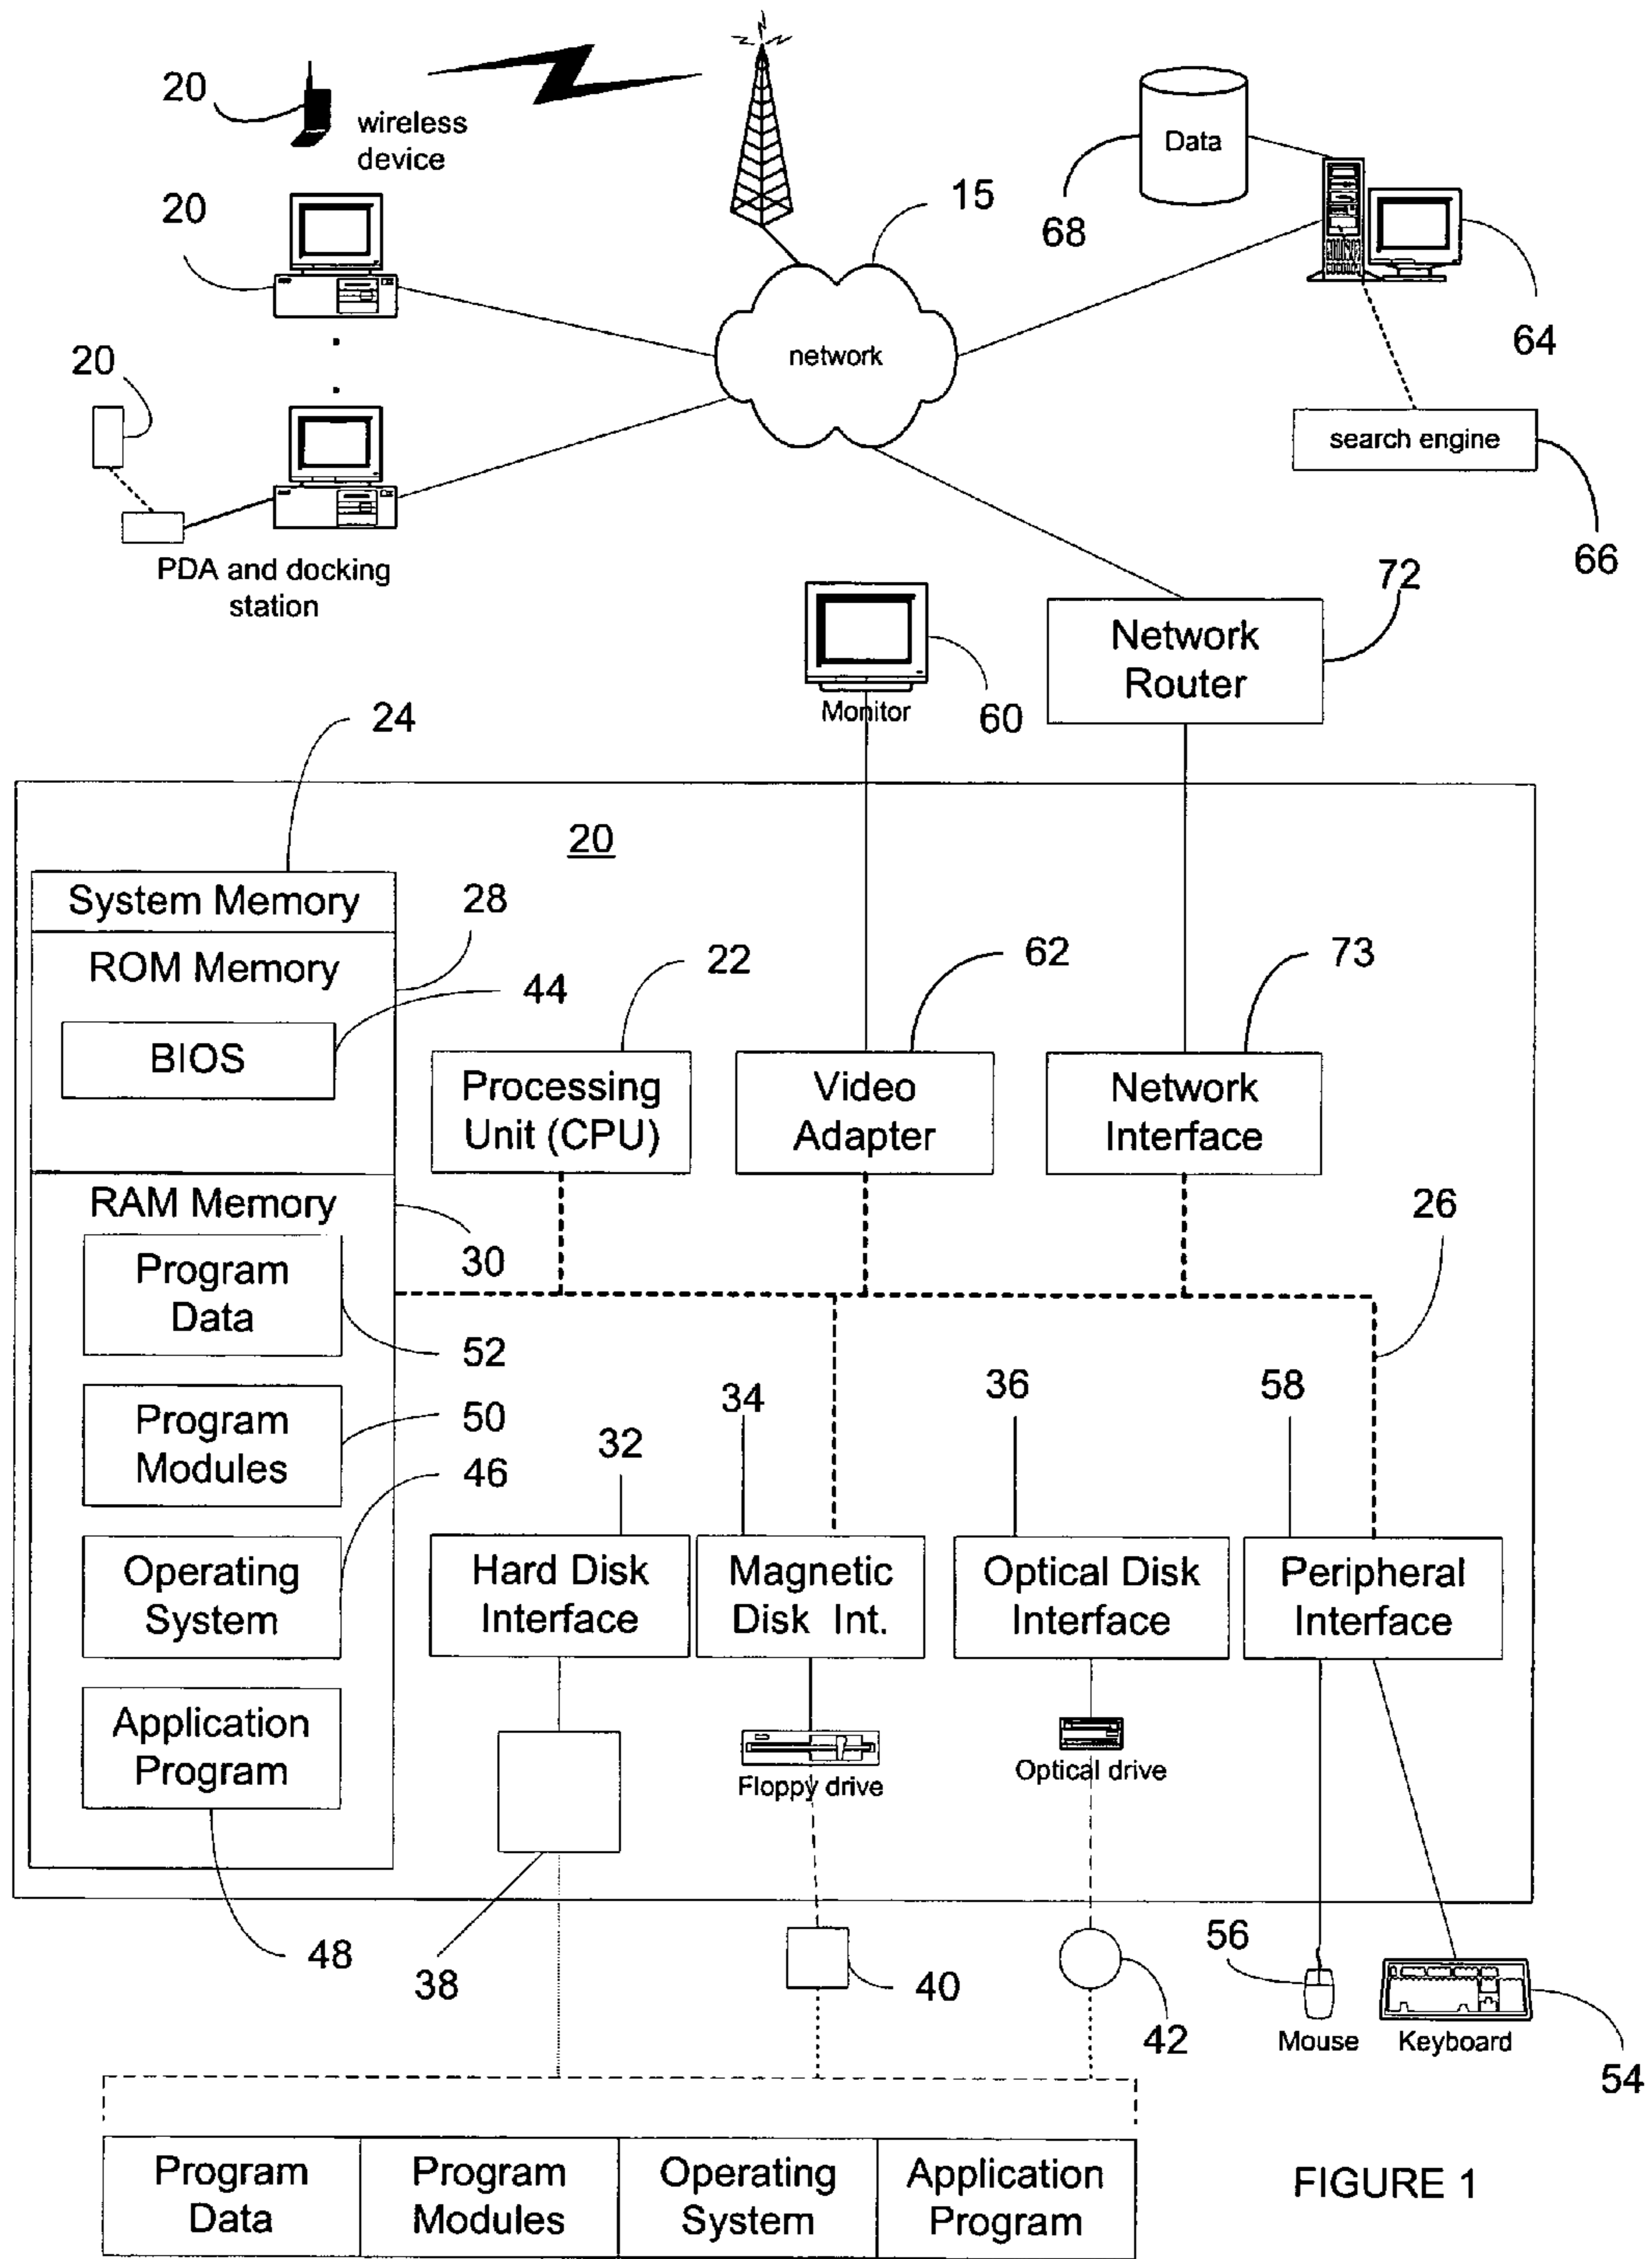 20
wireless
device
20
20
PDA and docking
station
15
network
Data
68
64
search engine
66
72
Network
Router
Monitor
60
24
20
System Memory
28
ROM Memory
44
BIOS
22
Processing
Unit (CPU)
62
Video
Adapter
73
Network
Interface
RAM Memory
30
26
Program
Data
52
Program
Modules
50
46
Operating
System
Application
Program
48
32
Hard Disk
Interface
34
Magnetic
Disk Int.
36
Optical Disk
Interface
58
Peripheral
Interface
Floppy drive
Optical drive
38
40
42
56
Mouse
Keyboard
54
Program
Data
Program
Modules
Operating
System
Application
Program
FIGURE 1